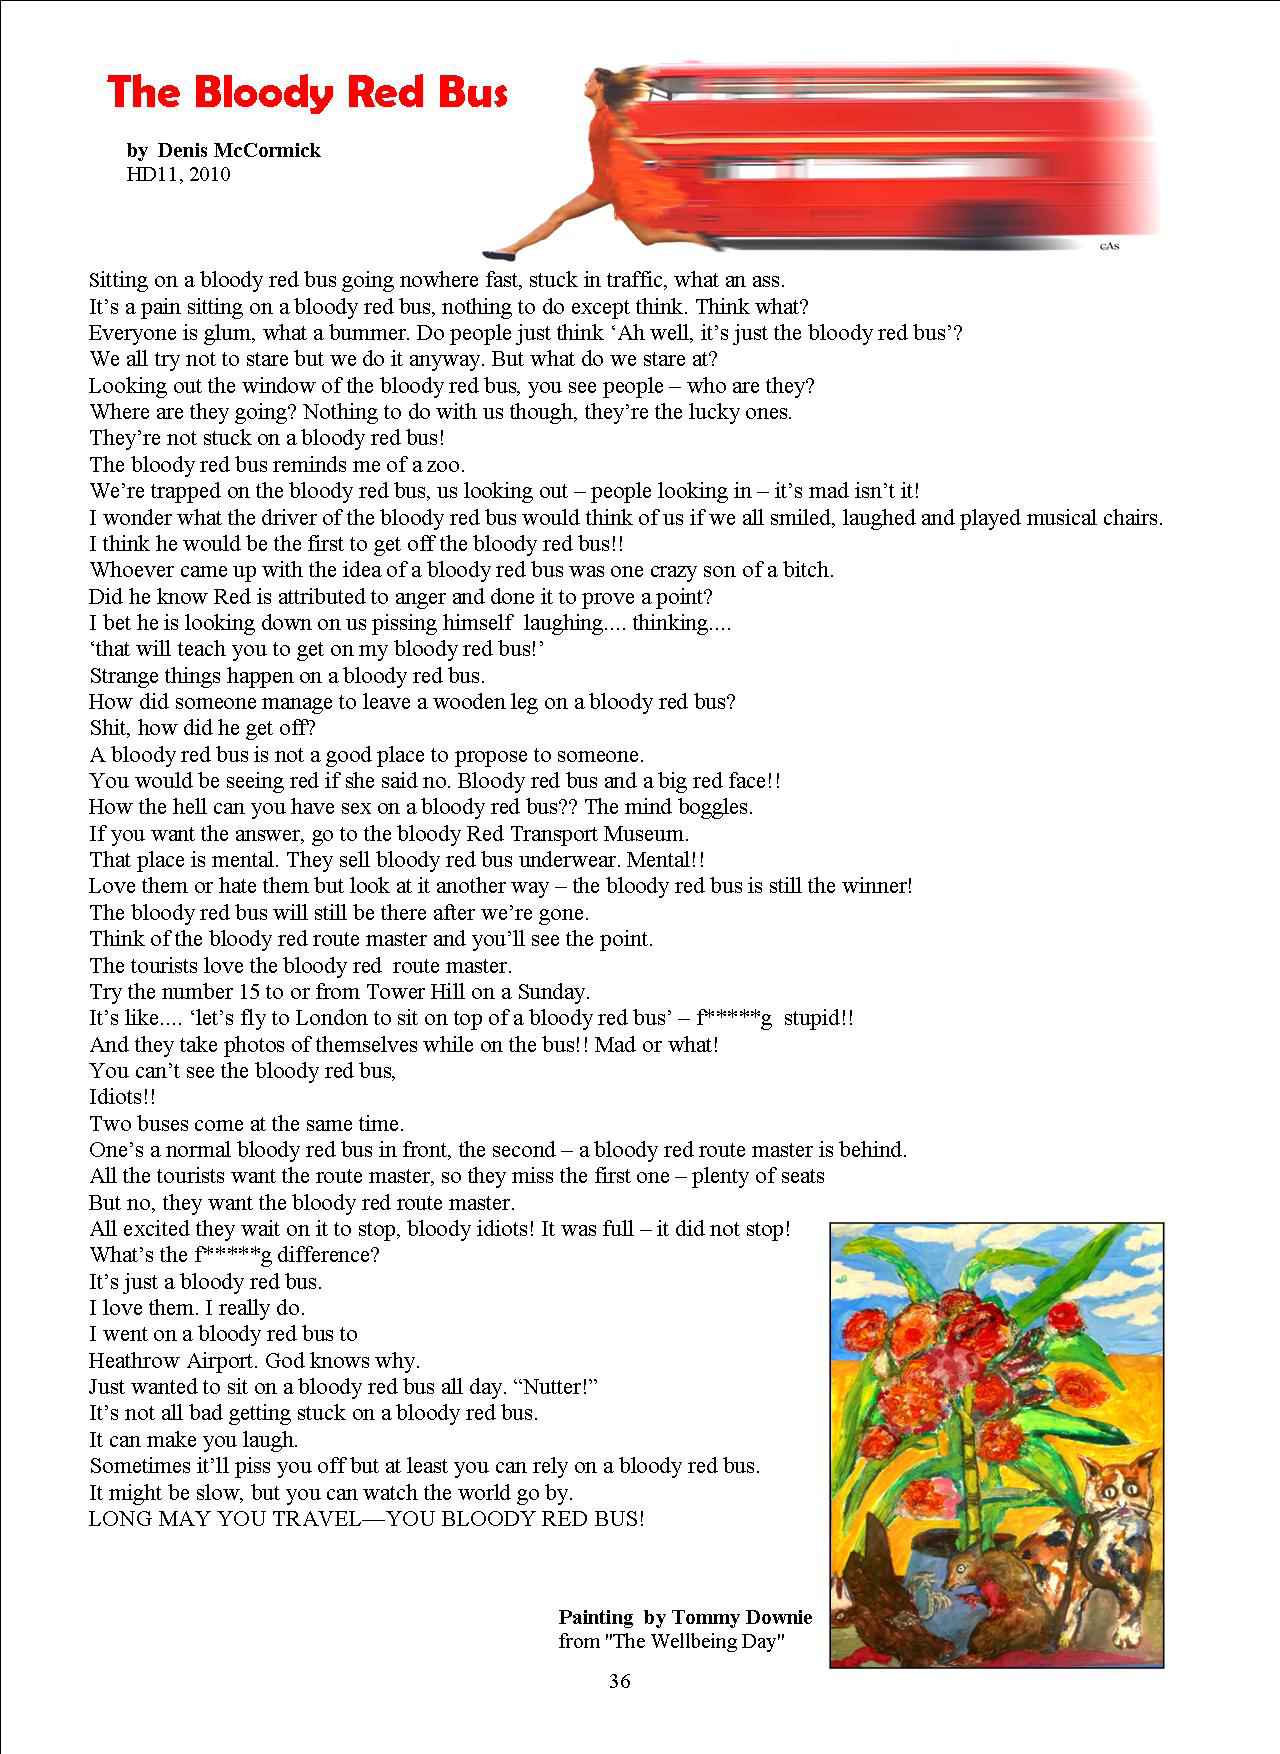 The Bloody Red Bus
by Denis McCormick
HD11, 2010
cAs
Sitting on a bloody red bus going nowhere fast, stuck in traffic, what an ass.
It’s a pain sitting on a bloody red bus, nothing to do except think. Think what?
Everyone is glum, what a bummer. Do people just think ‘Ah well, it’s just the bloody red bus’?
We all try not to stare but we do it anyway. But what do we stare at?
Looking out the window of the bloody red bus, you see people – who are they?
Where are they going? Nothing to do with us though, they’re the lucky ones.
They’re not stuck on a bloody red bus!
The bloody red bus reminds me of a zoo.
We’re trapped on the bloody red bus, us looking out – people looking in – it’s mad isn’t it!
I wonder what the driver of the bloody red bus would think of us if we all smiled, laughed and played musical chairs.
I think he would be the first to get off the bloody red bus!!
Whoever came up with the idea of a bloody red bus was one crazy son of a bitch.
Did he know Red is attributed to anger and done it to prove a point?
I bet he is looking down on us pissing himself laughing.... thinking....
‘that will teach you to get on my bloody red bus!’
Strange things happen on a bloody red bus.
How did someone manage to leave a wooden leg on a bloody red bus?
Shit, how did he get off?
A bloody red bus is not a good place to propose to someone.
You would be seeing red if she said no. Bloody red bus and a big red face!!
How the hell can you have sex on a bloody red bus?? The mind boggles.
If you want the answer, go to the bloody Red Transport Museum.
That place is mental. They sell bloody red bus underwear. Mental!!
Love them or hate them but look at it another way – the bloody red bus is still the winner!
The bloody red bus will still be there after we’re gone.
Think of the bloody red route master and you’ll see the point.
The tourists love the bloody red route master.
Try the number 15 to or from Tower Hill on a Sunday.
It’s like.... ‘let’s fly to London to sit on top of a bloody red bus’ – f*****g stupid!!
And they take photos of themselves while on the bus!! Mad or what!
You can’t see the bloody red bus,
Idiots!!
Two buses come at the same time.
One’s a normal bloody red bus in front, the second – a bloody red route master is behind.
All the tourists want the route master, so they miss the first one – plenty of seats
But no, they want the bloody red route master.
All excited they wait on it to stop, bloody idiots! It was full – it did not stop!
What’s the f*****g difference?
It’s just a bloody red bus.
I love them. I really do.
I went on a bloody red bus to
Heathrow Airport. God knows why.
Just wanted to sit on a bloody red bus all day. “Nutter!”
It’s not all bad getting stuck on a bloody red bus.
It can make you laugh.
Sometimes it’ll piss you off but at least you can rely on a bloody red bus.
It might be slow, but you can watch the world go by.
LONG MAY YOU TRAVEL—YOU BLOODY RED BUS!
Painting by Tommy Downie
from "The Wellbeing Day"
36